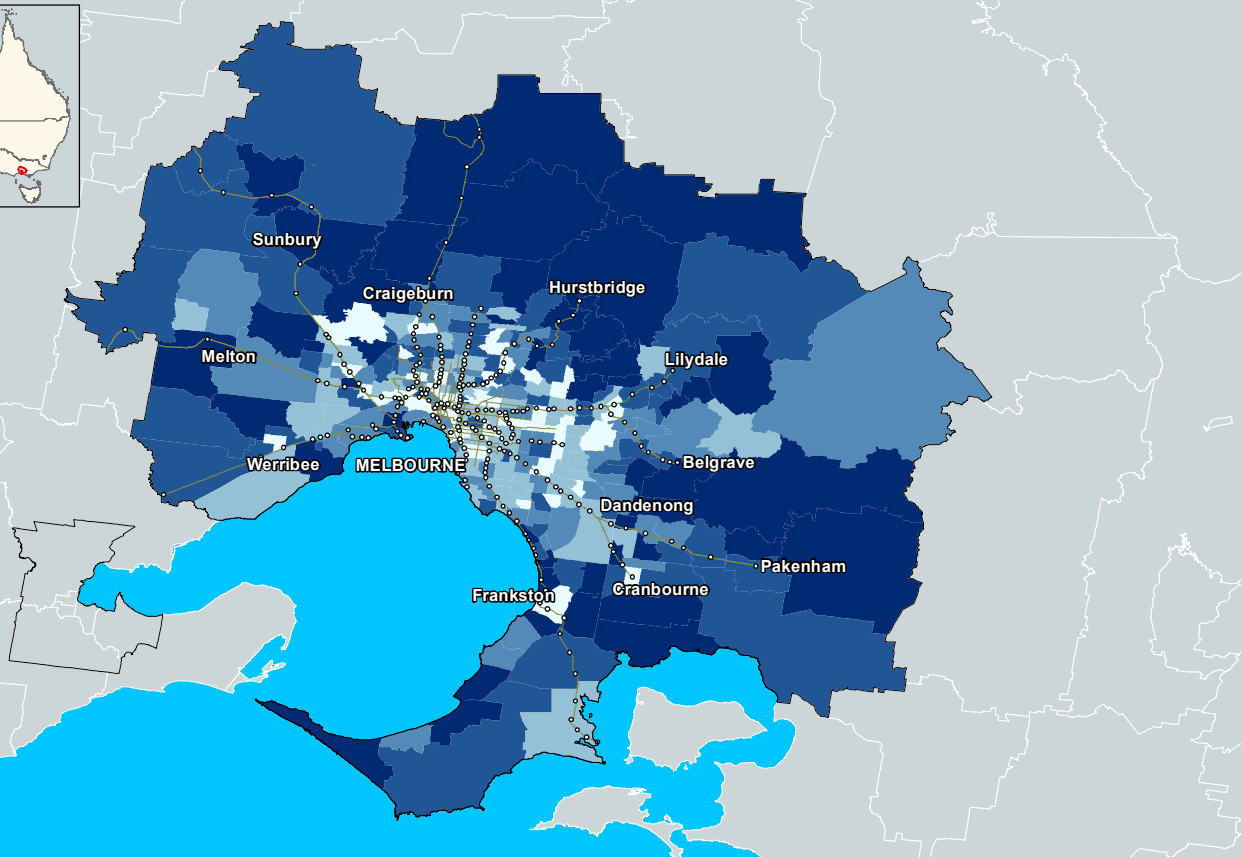 Sunbury
Hurstbridge
Craigeburn
Melton
Lilydale
Werribee
MELBOURNE
Belgrave
Dandenong
Pakenham
Cranbourne
Frankston